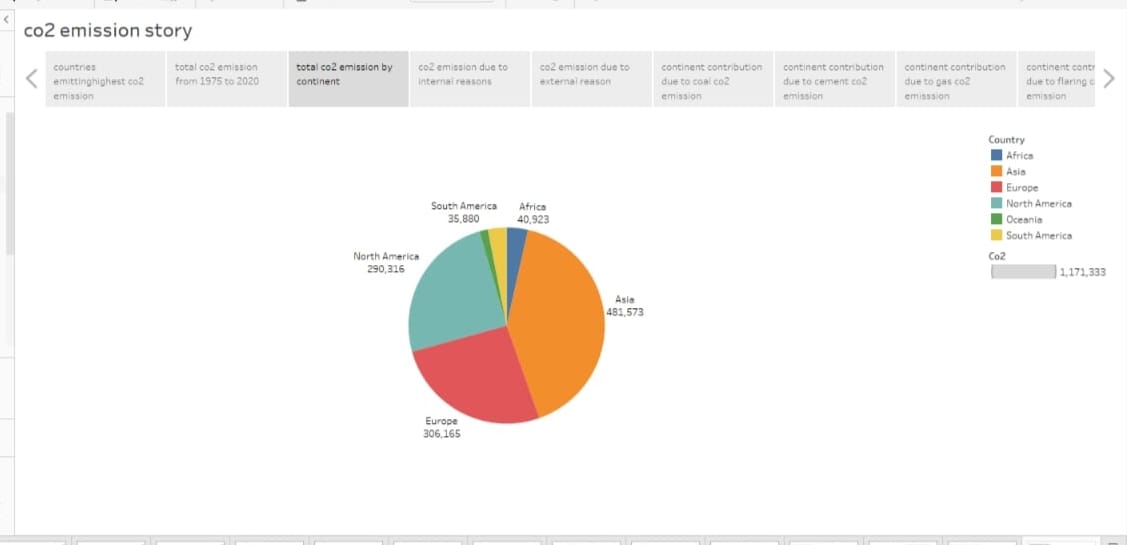 co2 emission story
countries
emittinghighest co2
emission
total co2 emission
from 1975 to 2020
total co2 emission by
continent
co2 emission due to
internal reasons
co2 emission due to
external reason
continent contribution
due to coal co2
emission
continent contribution
due to cement co2
emission
continent contribution
due to gas co2
emisssion
continent contr
due to flaring c
emission
Country
Africa
Asia
Europe
North America
Oceania
South America
Co2
1,171,333
South America
35,880
Africa
40,923
North America
290,316
Asia
481,573
Europe
306,165